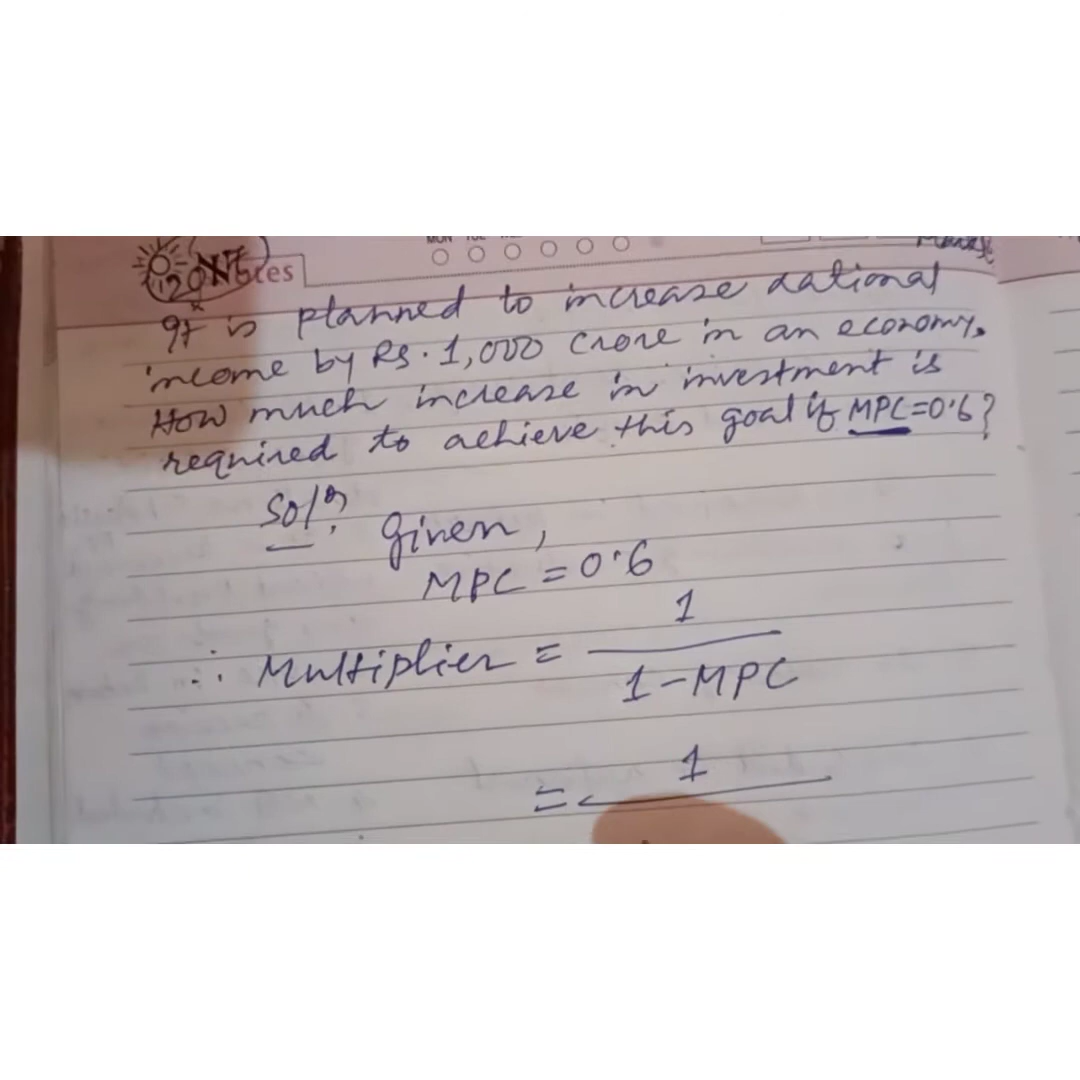 Notes
It is planned to increase national
income by Rs. 1,000 crore in an economy.
How much increase in investment is
required to achieve this goal if MPC=0.6?
Soln. Given,
MPC = 0.6
∴ Multiplier = 1
1-MPC
= 1